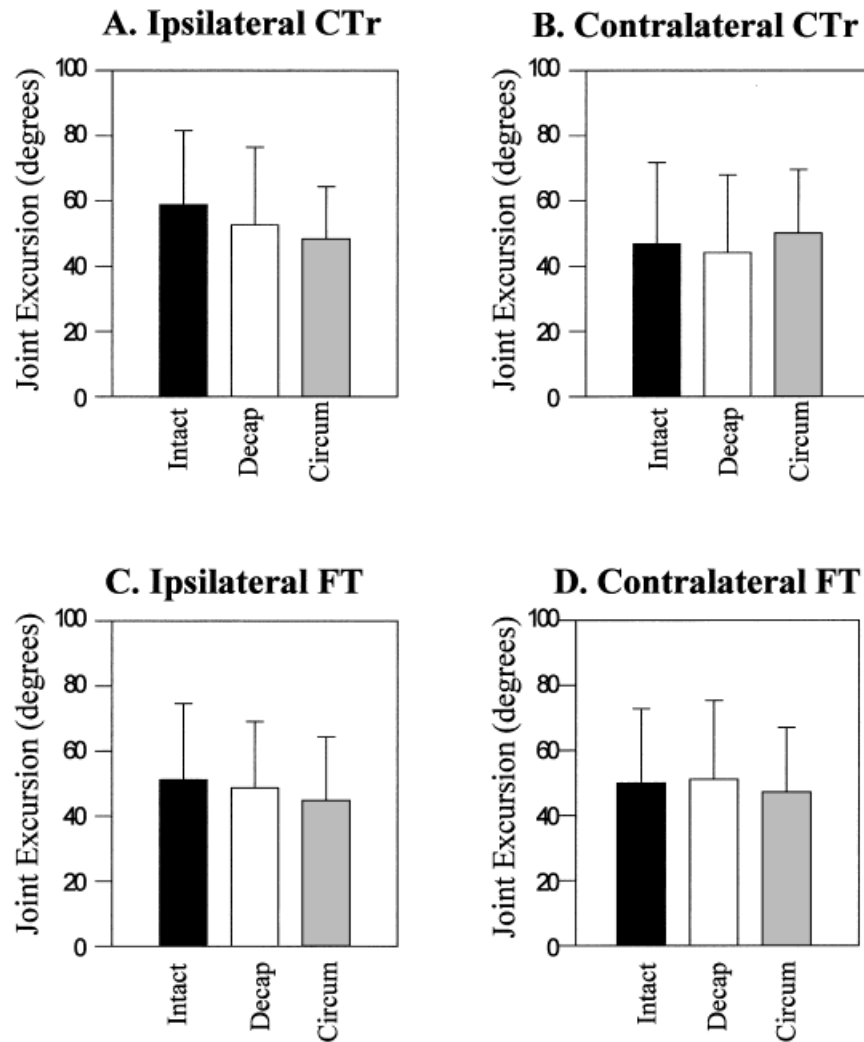 A. Ipsilateral CTr
Joint Excursion (degrees)
100
80
60
40
20
0
Intact
Decap
Circum
B. Contralateral CTr
Joint Excursion (degrees)
100
80
60
40
20
0
Intact
Decap
Circum
C. Ipsilateral FT
Joint Excursion (degrees)
100
80
60
40
20
0
Intact
Decap
Circum
D. Contralateral FT
Joint Excursion (degrees)
100
80
60
40
20
0
Intact
Decap
Circum